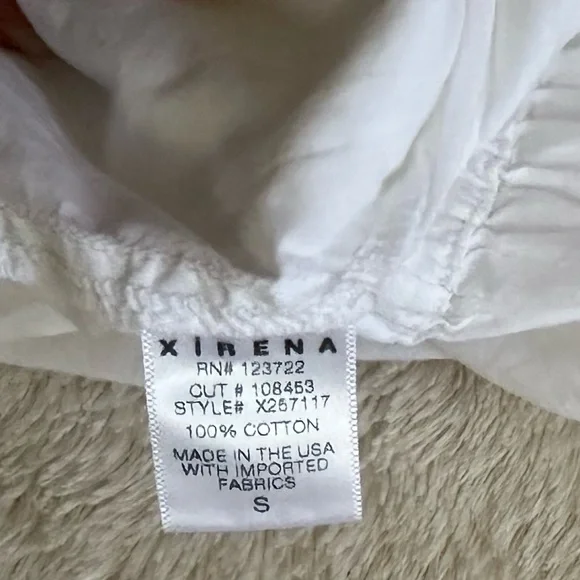 XiRENA
RN# 123722
CUT # 108453
STYLE# X257117
100% COTTON
MADE IN THE USA
WITH IMPORTED
FABRICS
S